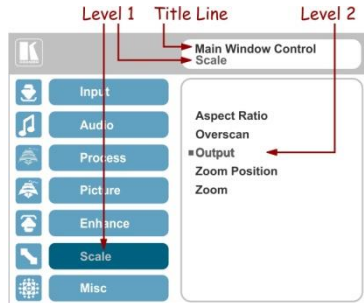 Level 1 Title Line Level 2
Main Window Control
Scale
Input
Audio
Process
Picture
Enhance
Scale
Misc
Aspect Ratio
Overscan
Output
Zoom Position
Zoom